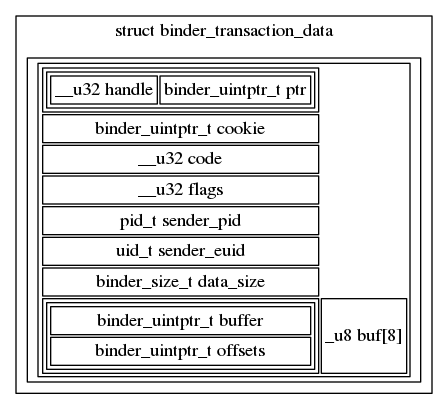 struct binder_transaction_data
__u32 handle binder_uintptr_t ptr
binder_uintptr_t cookie
__u32 code
__u32 flags
pid_t sender_pid
uid_t sender_euid
binder_size_t data_size
binder_uintptr_t buffer
_u8 buf[8]
binder_uintptr_t offsets